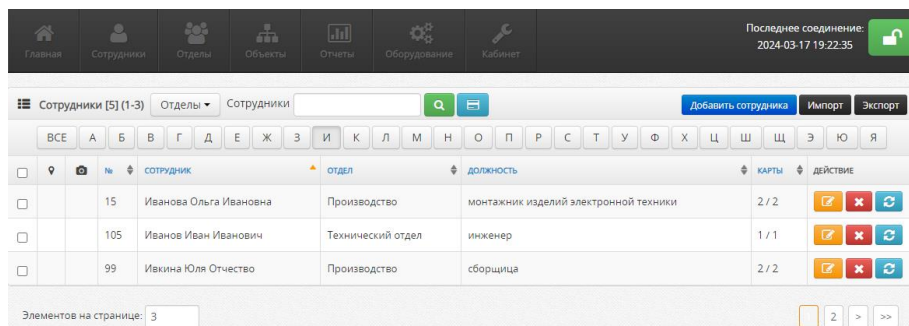 Последнее соединение:
2024-03-17 19:22:35
Главная Сотрудники Отделы Объекты Отчеты Оборудование Кабинет
Сотрудники [5] (1-3) Отделы Сотрудники Добавить сотрудника Импорт Экспорт
ВСЕ А Б В Г Д Е Ж З И К Л М Н О П Р С Т У Ф Х Ц Ш Щ Э Ю Я
№ СОТРУДНИК ОТДЕЛ ДОЛЖНОСТЬ КАРТЫ ДЕЙСТВИЕ
15 Иванова Ольга Ивановна Производство монтажник изделий электронной техники 2 / 2
105 Иванов Иван Иванович Технический отдел инженер 1 / 1
99 Ивкина Юля Отчество Производство сборщица 2 / 2
Элементов на странице: 3 2 > >>